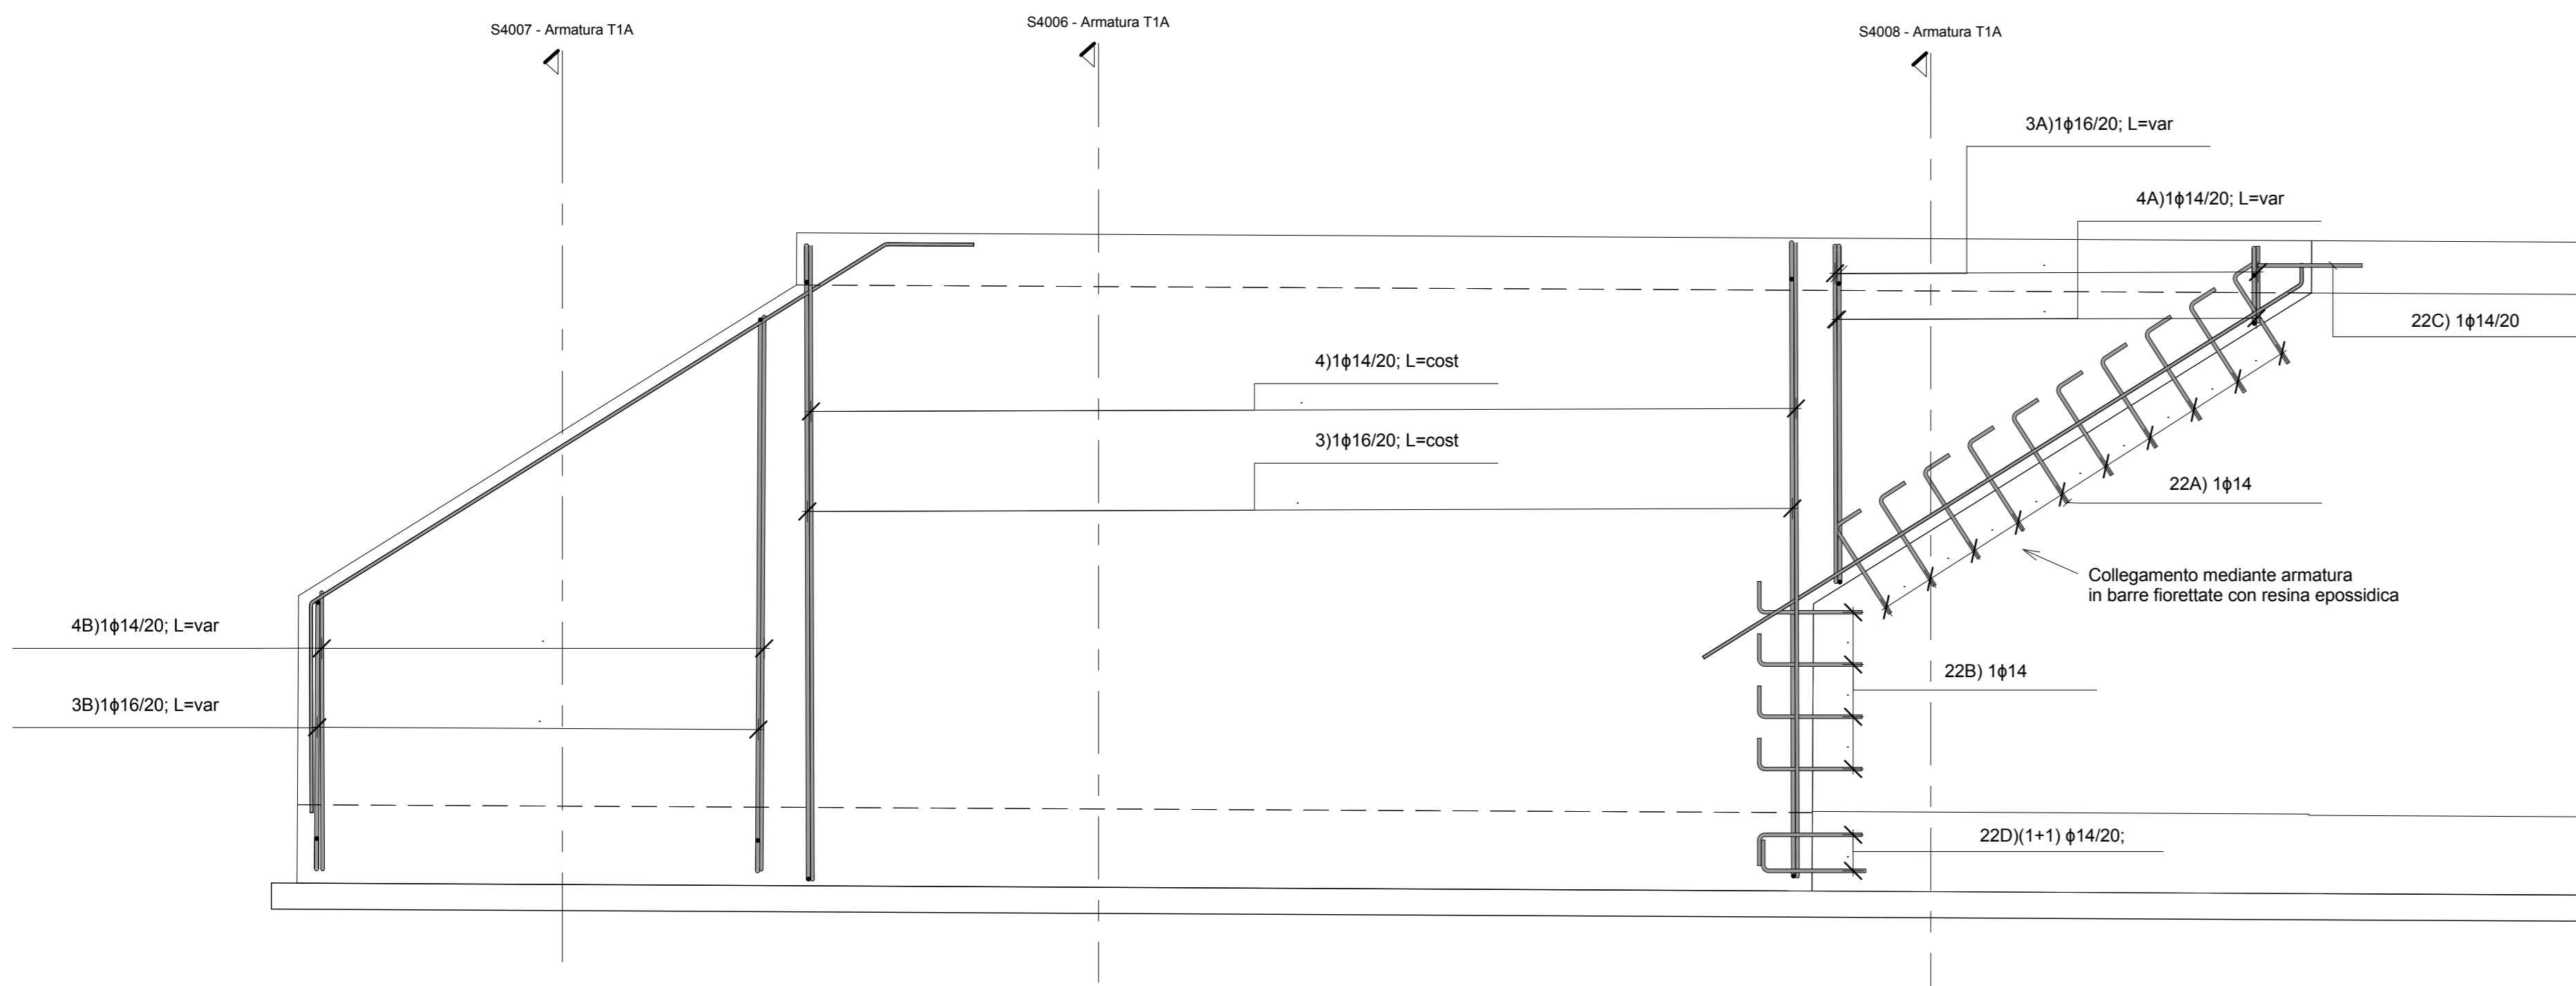 S4007 - Armatura T1A
S4006 - Armatura T1A
S4008 - Armatura T1A
3A)1ϕ16/20; L=var
4A)1ϕ14/20; L=var
22C) 1ϕ14/20
4)1ϕ14/20; L=cost
3)1ϕ16/20; L=cost
22A) 1ϕ14
Collegamento mediante armatura
in barre fiorettate con resina epossidica
4B)1ϕ14/20; L=var
22B) 1ϕ14
3B)1ϕ16/20; L=var
22D)(1+1) ϕ14/20;